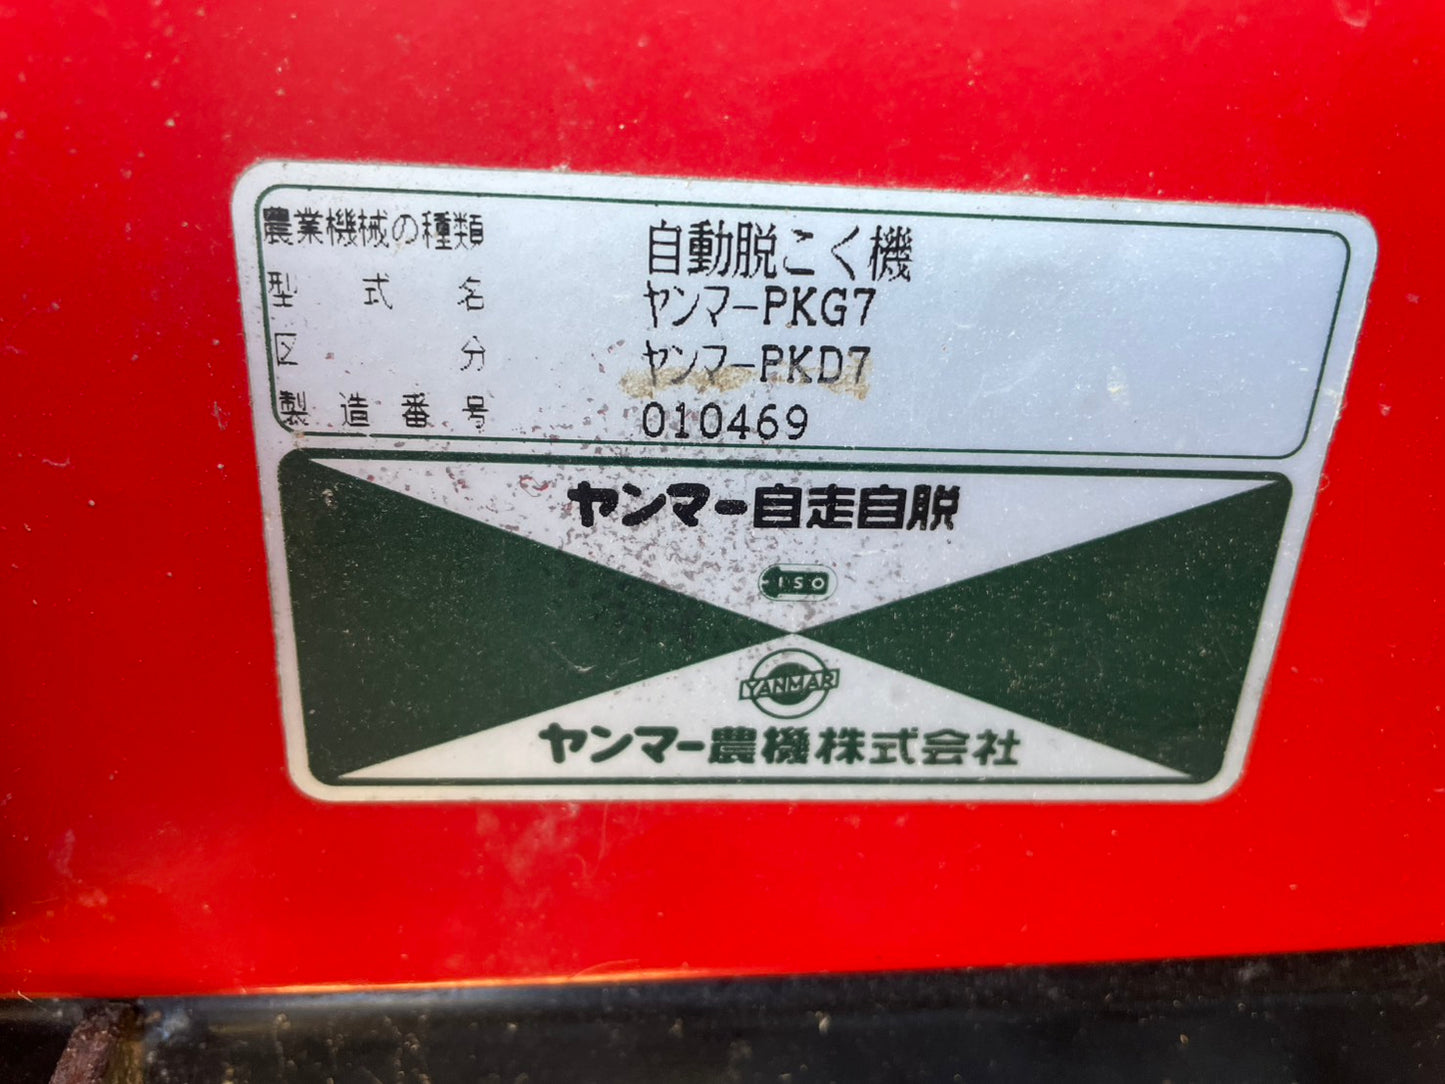 農業機械の種類 自動脱こく機
型式名 ヤンマーPKG7
区分 ヤンマーPKD7
製造番号 010469
ヤンマー自走自脱
ISO
YANMAR
ヤンマー農機株式会社